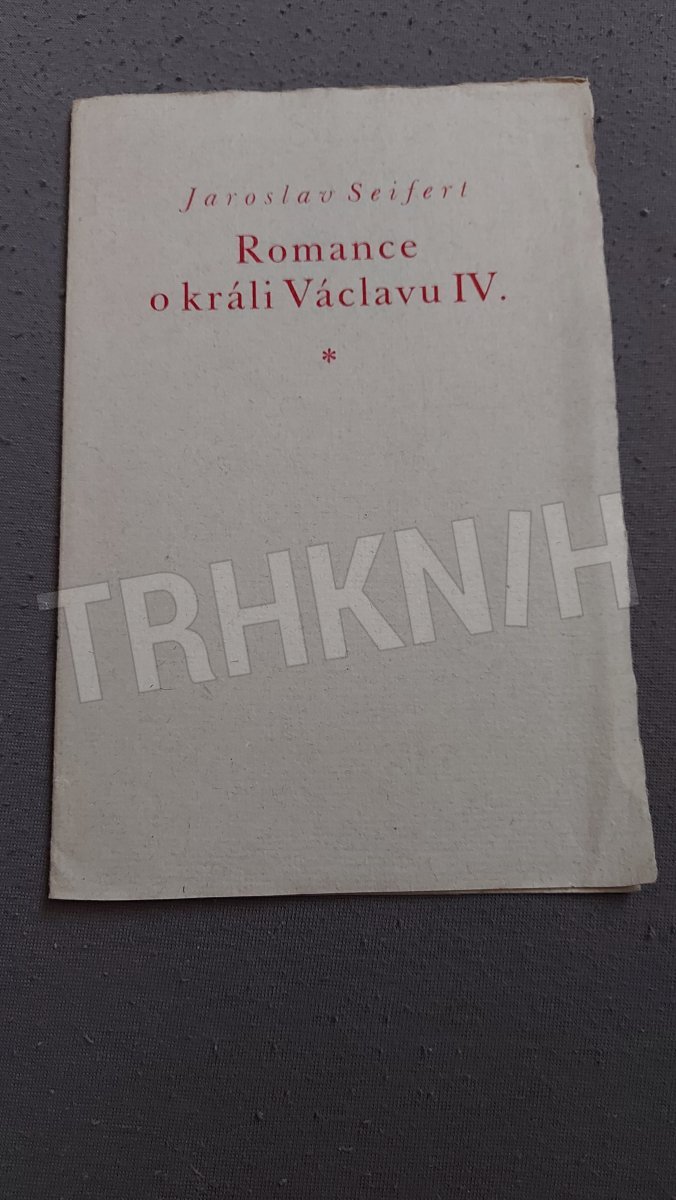 Jaroslav Seifert
Romance
o králi Václavu IV.
*
TRHKNIH